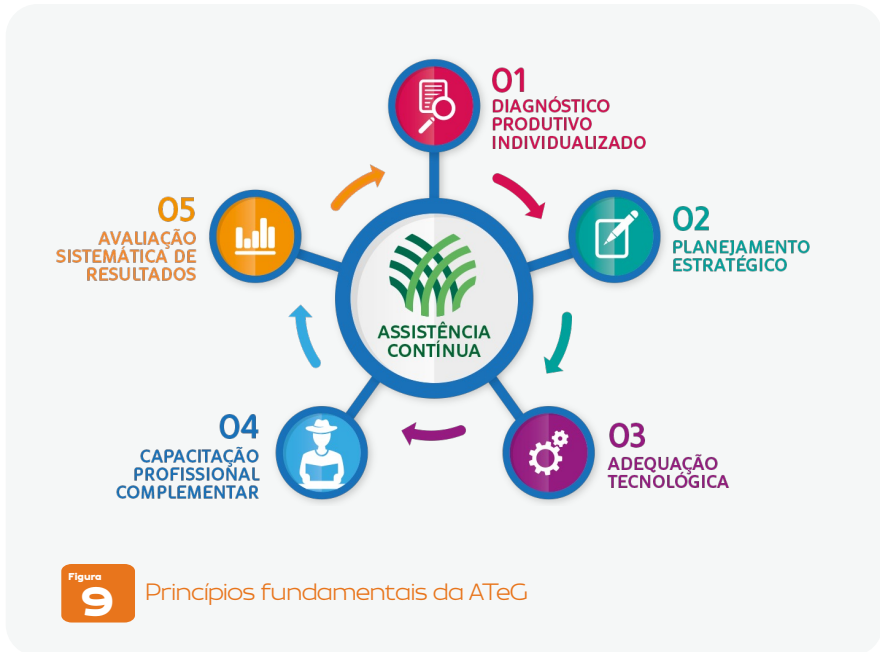 01
DIAGNÓSTICO
PRODUTIVO
INDIVIDUALIZADO
02
PLANEJAMENTO
ESTRATÉGICO
03
ADEQUAÇÃO
TECNOLÓGICA
04
CAPACITAÇÃO
PROFISSIONAL
COMPLEMENTAR
05
AVALIAÇÃO
SISTEMÁTICA DE
RESULTADOS
ASSISTÊNCIA
CONTÍNUA
Figura
9
Princípios fundamentais da ATeG